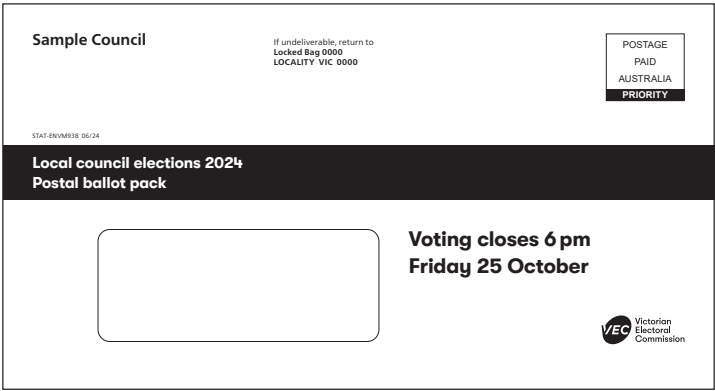 Sample Council
If undeliverable, return to
Locked Bag 0000
LOCALITY VIC 0000
POSTAGE
PAID
AUSTRALIA
PRIORITY
STAT-ENVM938 06/24
Local council elections 2024
Postal ballot pack
Voting closes 6 pm
Friday 25 October
VEC
Victorian
Electoral
Commission